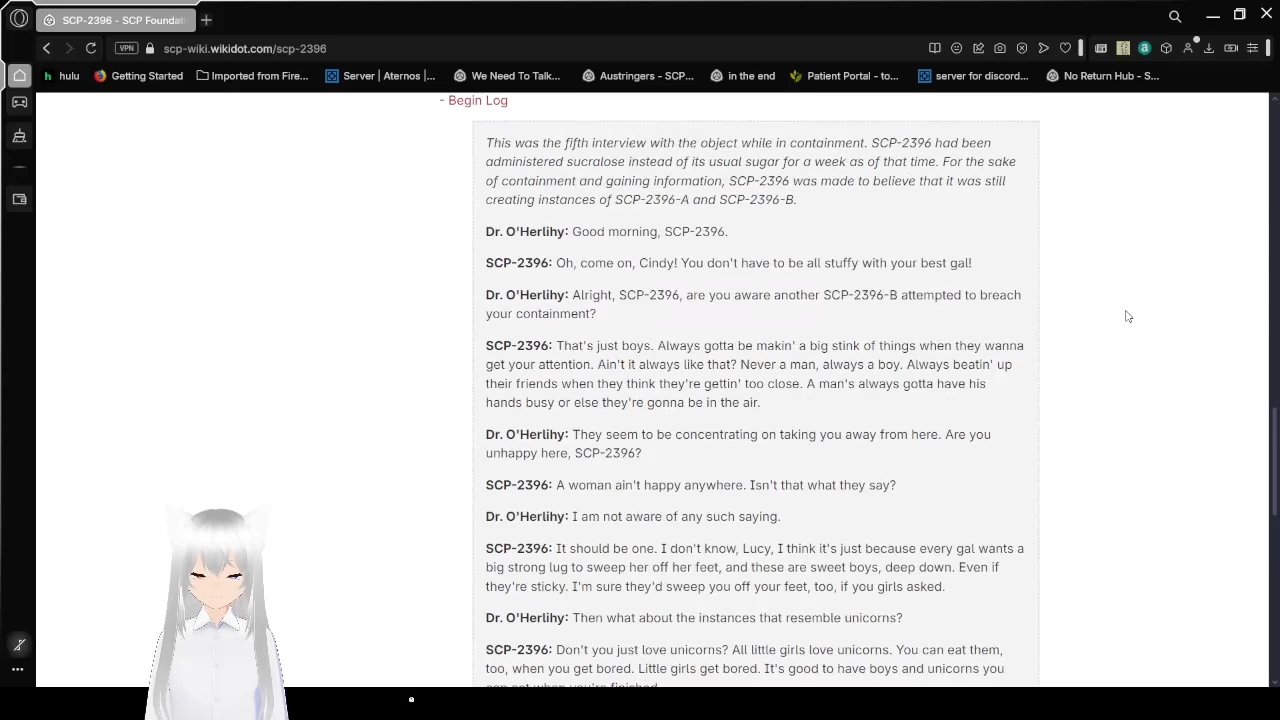 SCP-2396 - SCP Foundati
scp-wiki.wikidot.com/scp-2396
VPN
hulu
Getting Started
Imported from Fire...
Server | Aternos |...
We Need To Talk...
Austringers - SCP...
in the end
Patient Portal - to...
server for discord...
No Return Hub - S...
- Begin Log
This was the fifth interview with the object while in containment. SCP-2396 had been
administered sucralose instead of its usual sugar for a week as of that time. For the sake
of containment and gaining information, SCP-2396 was made to believe that it was still
creating instances of SCP-2396-A and SCP-2396-B.
Dr. O'Herlihy: Good morning, SCP-2396.
SCP-2396: Oh, come on, Cindy! You don't have to be all stuffy with your best gal!
Dr. O'Herlihy: Alright, SCP-2396, are you aware another SCP-2396-B attempted to breach
your containment?
SCP-2396: That's just boys. Always gotta be makin' a big stink of things when they wanna
get your attention. Ain't it always like that? Never a man, always a boy. Always beatin' up
their friends when they think they're gettin' too close. A man's always gotta have his
hands busy or else they're gonna be in the air.
Dr. O'Herlihy: They seem to be concentrating on taking you away from here. Are you
unhappy here, SCP-2396?
SCP-2396: A woman ain't happy anywhere. Isn't that what they say?
Dr. O'Herlihy: I am not aware of any such saying.
SCP-2396: It should be one. I don't know, Lucy, I think it's just because every gal wants a
big strong lug to sweep her off her feet, and these are sweet boys, deep down. Even if
they're sticky. I'm sure they'd sweep you off your feet, too, if you girls asked.
Dr. O'Herlihy: Then what about the instances that resemble unicorns?
SCP-2396: Don't you just love unicorns? All little girls love unicorns. You can eat them,
too, when you get bored. Little girls get bored. It's good to have boys and unicorns you
can eat when you're finished.